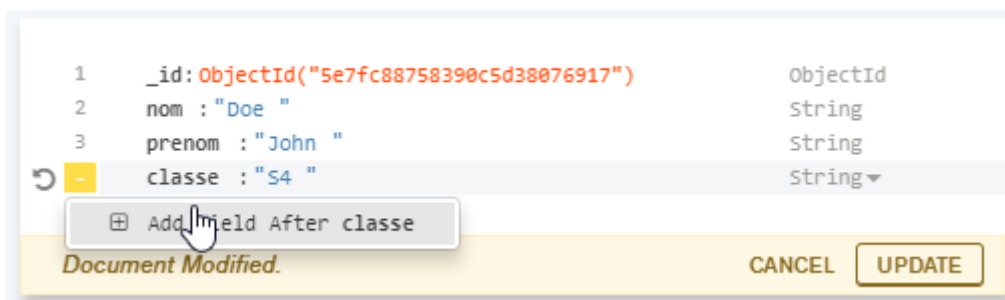 1 _id: ObjectId("5e7fc88758390c5d38076917") ObjectId
2 nom : "Doe " String
3 prenom : "John " String
- classe : "S4 " String
Add Field After classe
Document Modified. CANCEL UPDATE